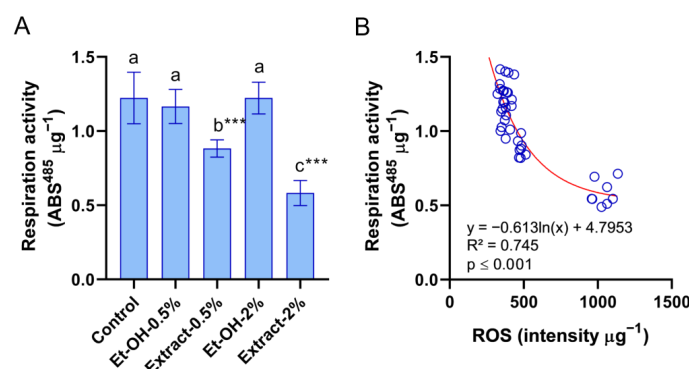 A
Respiration activity
(ABS⁴⁸⁵ µg⁻¹)
1.5
1.0
0.5
0.0
a
a
b***
a
c***
Control
Et-OH-0.5%
Extract-0.5%
Et-OH-2%
Extract-2%
B
Respiration activity
(ABS⁴⁸⁵ µg⁻¹)
1.5
1.0
0.5
0.0
y = −0.613ln(x) + 4.7953
R² = 0.745
p ≤ 0.001
0
500
1000
1500
ROS (intensity µg⁻¹)